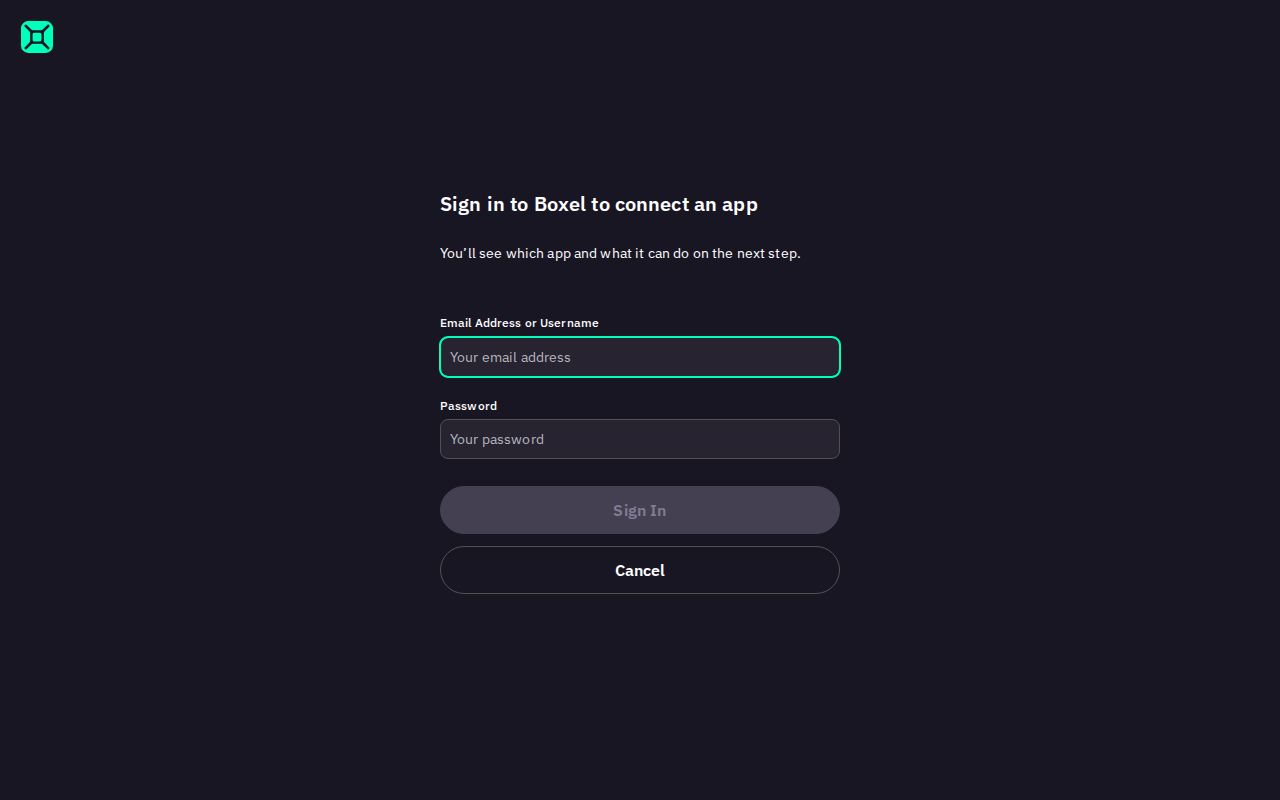 Sign in to Boxel to connect an app
You’ll see which app and what it can do on the next step.
Email Address or Username
Your email address
Password
Your password
Sign In
Cancel